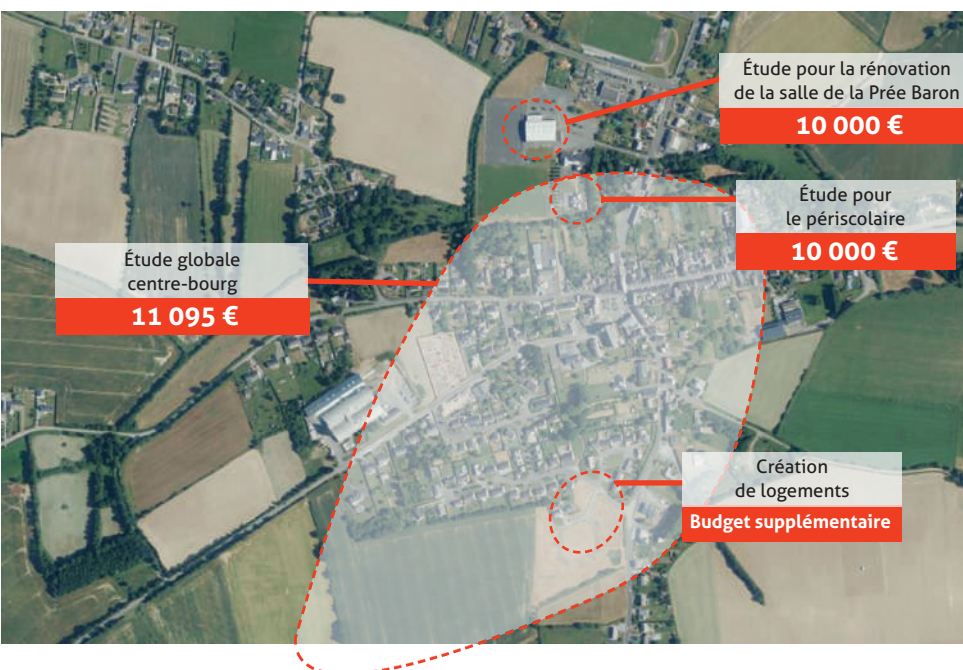 Étude pour la rénovation
de la salle de la Prée Baron
10 000 €
Étude pour
le périscolaire
10 000 €
Étude globale
centre-bourg
11 095 €
Création
de logements
Budget supplémentaire